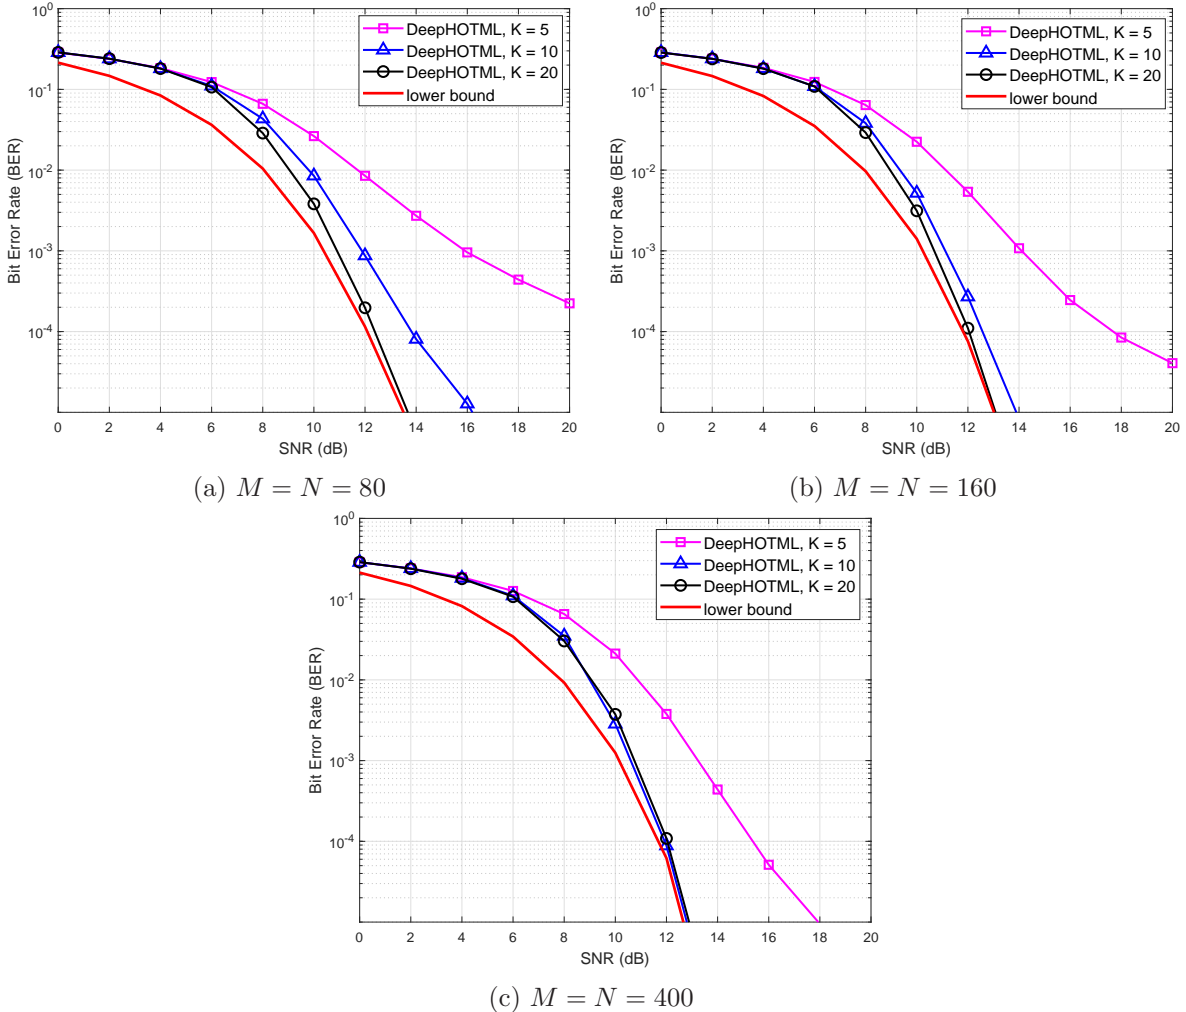 10^0
10^-1
10^-2
10^-3
10^-4
Bit Error Rate (BER)
DeepHOTML, K = 5
DeepHOTML, K = 10
DeepHOTML, K = 20
lower bound
0 2 4 6 8 10 12 14 16 18 20
SNR (dB)
(a) M = N = 80
10^0
10^-1
10^-2
10^-3
10^-4
Bit Error Rate (BER)
DeepHOTML, K = 5
DeepHOTML, K = 10
DeepHOTML, K = 20
lower bound
0 2 4 6 8 10 12 14 16 18 20
SNR (dB)
(b) M = N = 160
10^0
10^-1
10^-2
10^-3
10^-4
Bit Error Rate (BER)
DeepHOTML, K = 5
DeepHOTML, K = 10
DeepHOTML, K = 20
lower bound
0 2 4 6 8 10 12 14 16 18 20
SNR (dB)
(c) M = N = 400